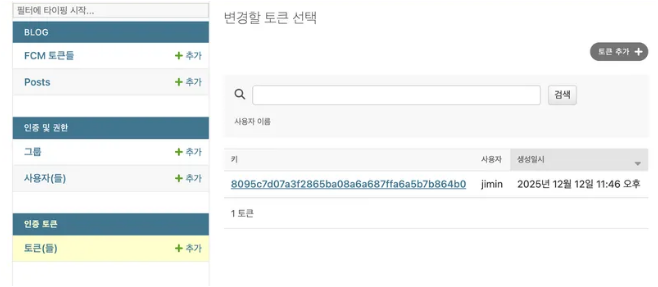 필터에 타이핑 시작...
BLOG
FCM 토큰들 + 추가
Posts + 추가
인증 및 권한
그룹 + 추가
사용자(들) + 추가
인증 토큰
토큰(들) + 추가
변경할 토큰 선택
토큰 추가 +
검색
사용자 이름
키 사용자 생성일시
8095c7d07a3f2865ba08a6a687ffa6a5b7b864b0 jimin 2025년 12월 12일 11:46 오후
1 토큰